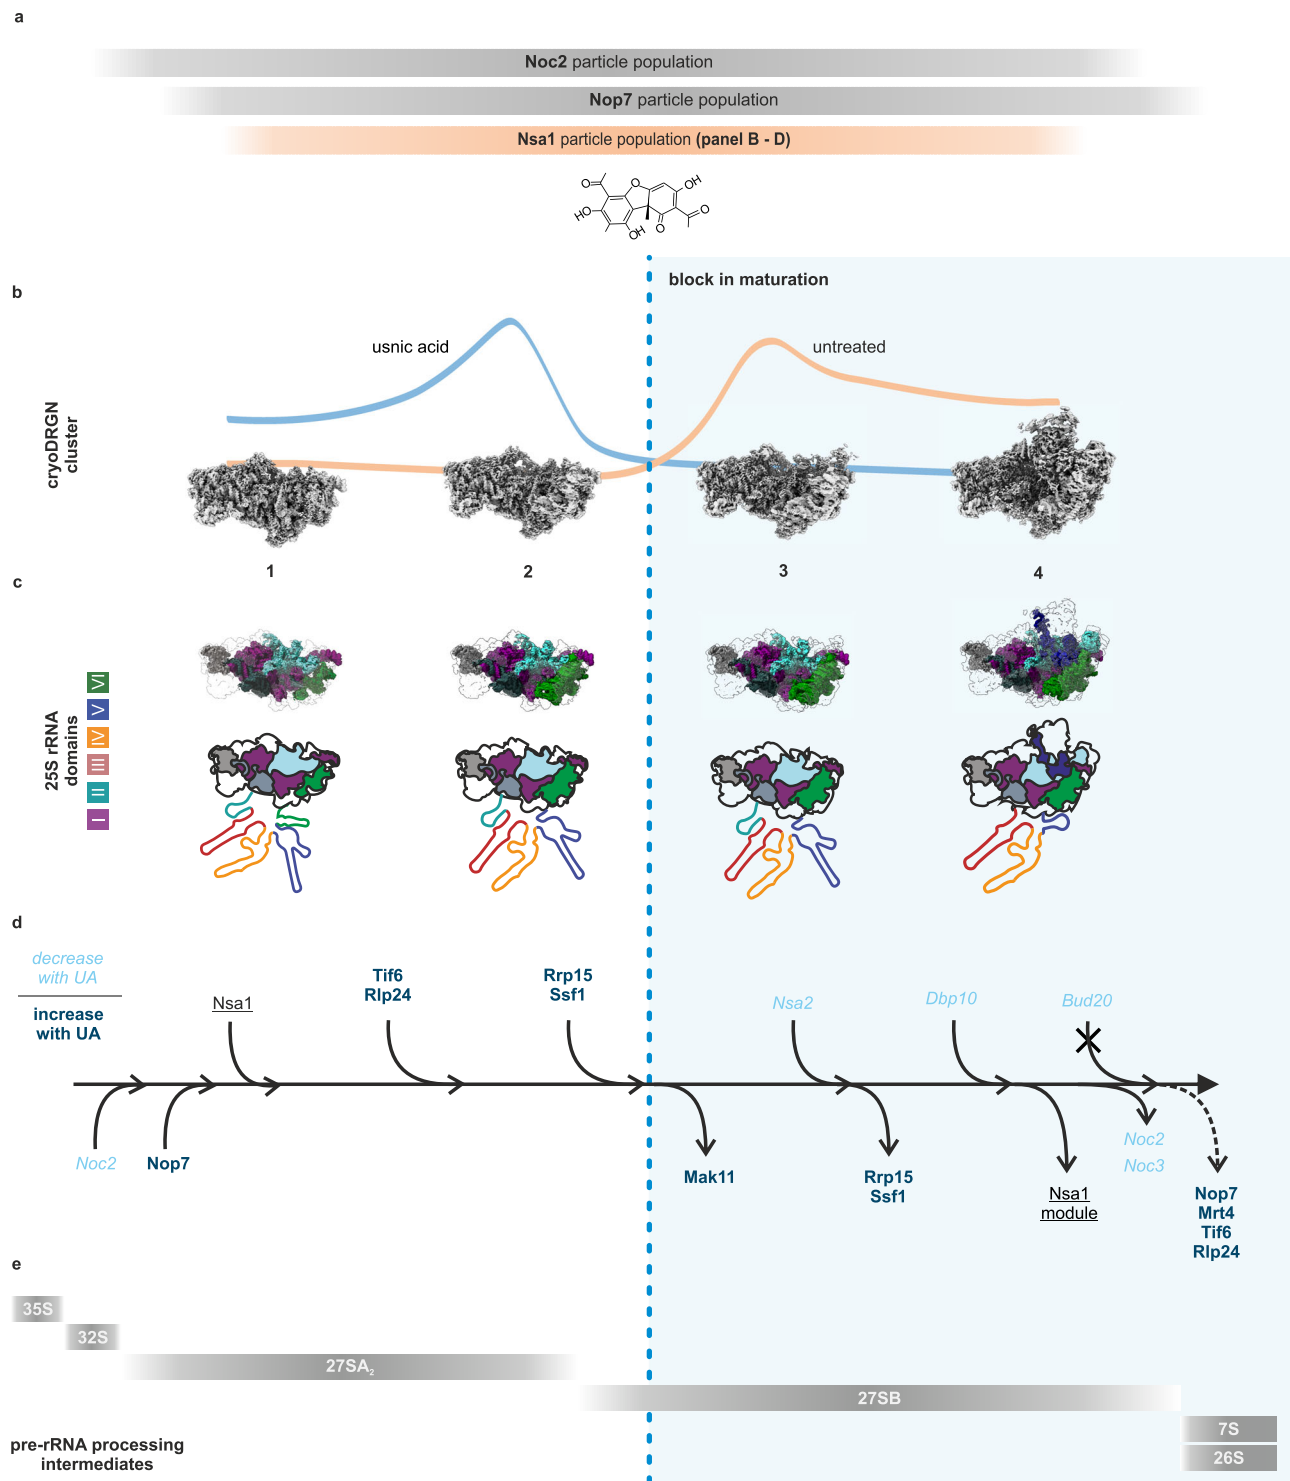 a
Noc2 particle population
Nop7 particle population
Nsa1 particle population (panel B - D)
O
O
OH
HO
OH
O
O
block in maturation
b
usnic acid
untreated
cryoDRGN
cluster
1
2
3
4
c
25S rRNA
domains
VI
V
IV
III
II
I
d
decrease
with UA
increase
with UA
Nsa1
Tif6
Rlp24
Rrp15
Ssf1
Nsa2
Dbp10
Bud20
Noc2
Nop7
Mak11
Rrp15
Ssf1
Nsa1
module
Noc2
Noc3
Nop7
Mrt4
Tif6
Rlp24
e
35S
32S
27SA2
27SB
7S
26S
pre-rRNA processing
intermediates